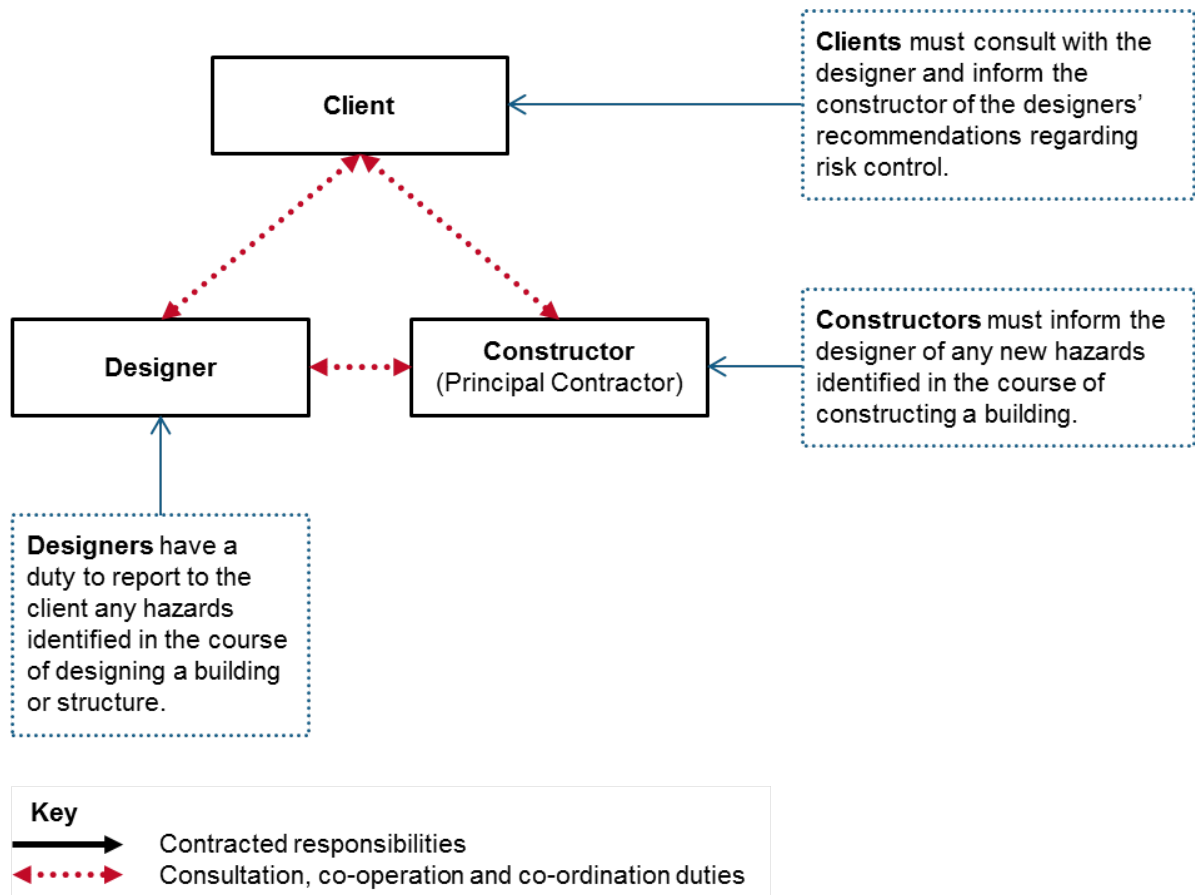 Client
Clients must consult with the
designer and inform the
constructor of the designers’
recommendations regarding
risk control.
Designer
Constructor
(Principal Contractor)
Constructors must inform the
designer of any new hazards
identified in the course of
constructing a building.
Designers have a
duty to report to the
client any hazards
identified in the course
of designing a building
or structure.
Key
Contracted responsibilities
Consultation, co-operation and co-ordination duties